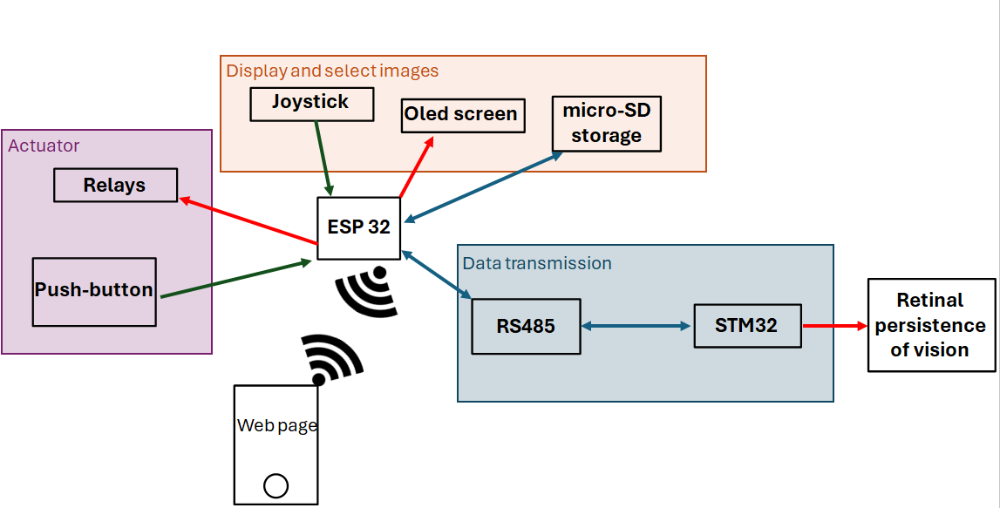 Display and select images
Joystick
Oled screen
micro-SD
storage
Actuator
Relays
Push-button
ESP 32
Data transmission
RS485
STM32
Retinal
persistence
of vision
Web page